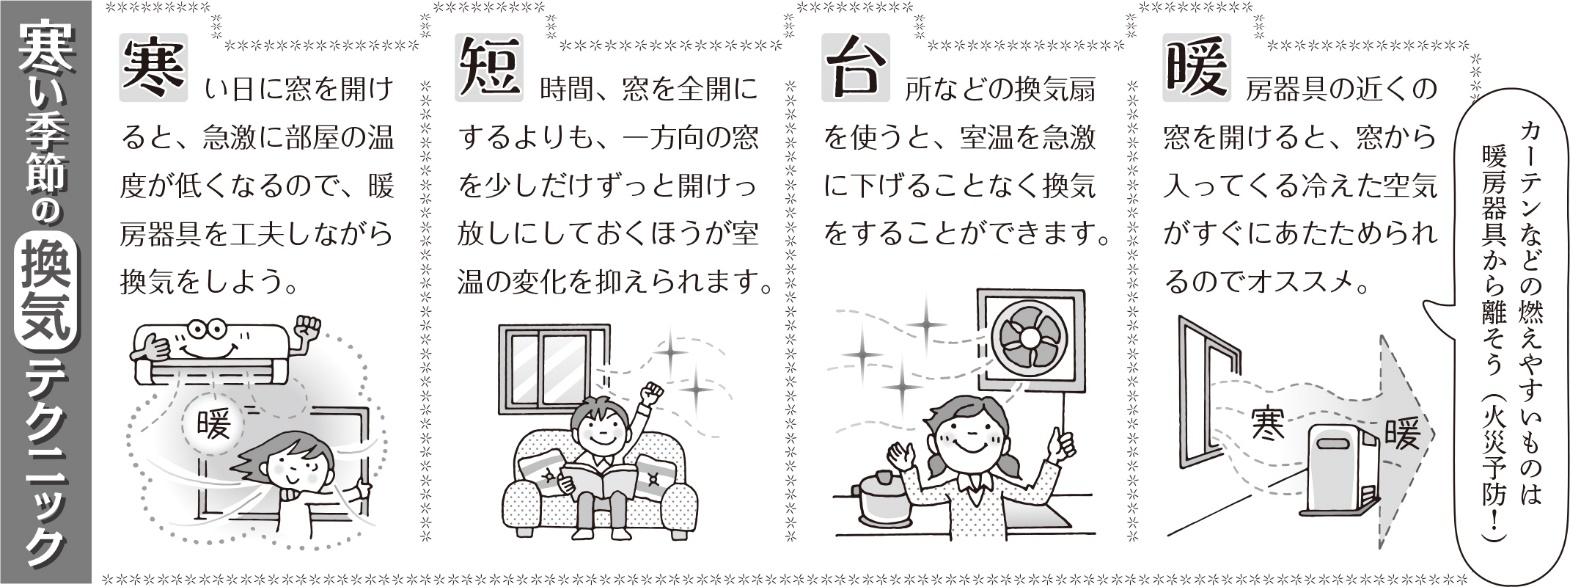 寒い季節の換気テクニック
寒い日に窓を開け
ると、急激に部屋の温
度が低くなるので、暖
房器具を工夫しながら
換気をしよう。
暖
短時間、窓を全開に
するよりも、一方向の窓
を少しだけずっと開けっ
放しにしておくほうが室
温の変化を抑えられます。
台所などの換気扇
を使うと、室温を急激
に下げることなく換気
をすることができます。
暖房器具の近くの
窓を開けると、窓から
入ってくる冷えた空気
がすぐにあたためられ
るのでオススメ。
寒
暖
カーテンなどの燃えやすいものは
暖房器具から離そう（火災予防！）